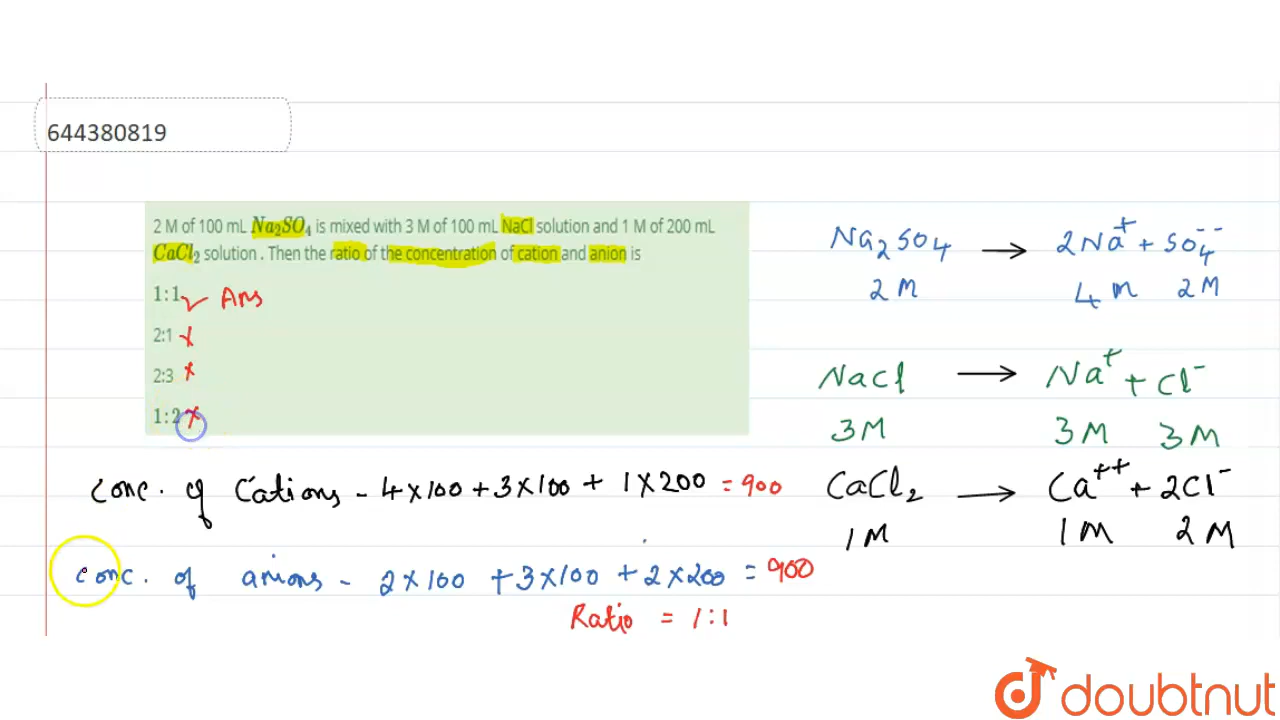 644380819
2 M of 100 mL Na₂SO₄ is mixed with 3 M of 100 mL NaCl solution and 1 M of 200 mL
CaCl₂ solution . Then the ratio of the concentration of cation and anion is
1:1 ✓ Ans
2:1 ×
2:3 ×
1:2 ×
Na₂SO₄ → 2Na⁺ + SO₄⁻⁻
2M 4m 2M
NaCl → Na⁺ + Cl⁻
3M 3M 3M
CaCl₂ → Ca⁺⁺ + 2Cl⁻
1M 1M 2M
Conc. of Cations - 4×100 + 3×100 + 1×200 = 900
Conc. of anions - 2×100 + 3×100 + 2×200 = 900
Ratio = 1:1
doubtnut